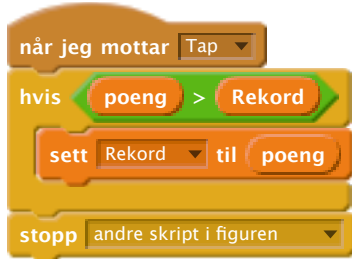 når jeg mottar Tap
hvis poeng > Rekord
sett Rekord til poeng
stopp andre skript i figuren